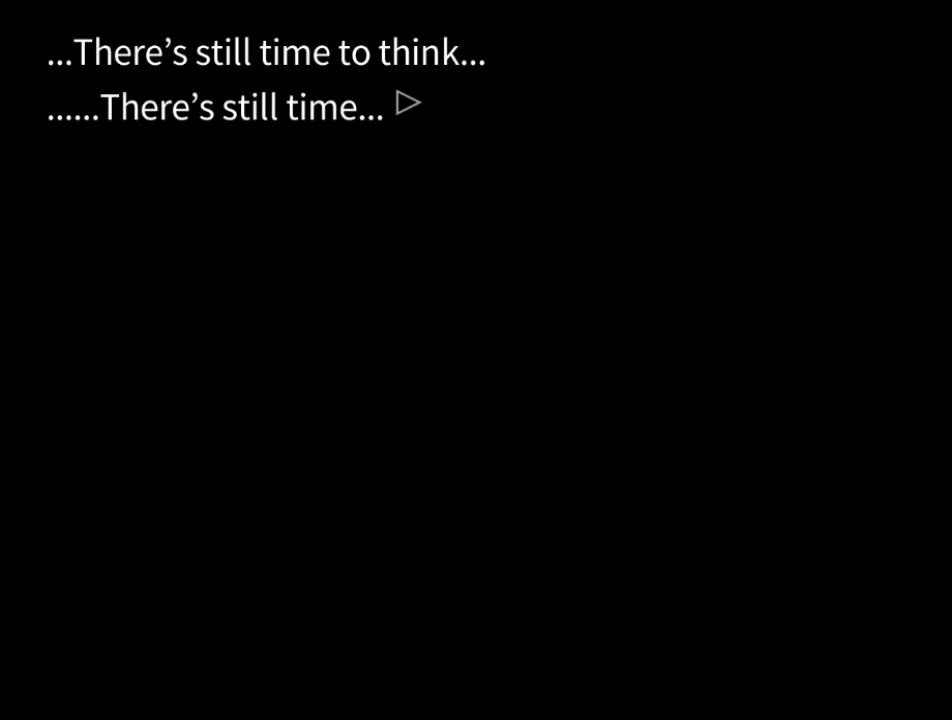 ...There’s still time to think...
......There’s still time...